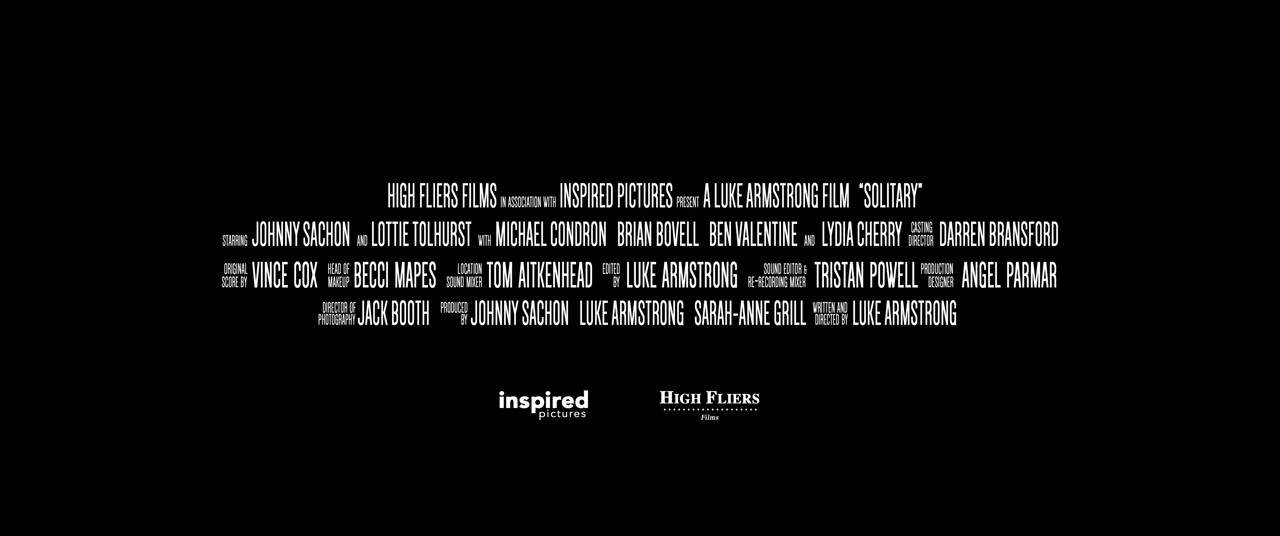 HIGH FLIERS FILMS IN ASSOCIATION WITH INSPIRED PICTURES PRESENT A LUKE ARMSTRONG FILM "SOLITARY"
STARRING JOHNNY SACHON AND LOTTIE TOLHURST WITH MICHAEL CONDRON BRIAN BOVELL BEN VALENTINE AND LYDIA CHERRY CASTING DIRECTOR DARREN BRANSFORD
ORIGINAL SCORE BY VINCE COX HEAD OF MAKEUP BECCI MAPES LOCATION SOUND MIXER TOM AITKENHEAD EDITED BY LUKE ARMSTRONG SOUND EDITOR & RE-RECORDING MIXER TRISTAN POWELL PRODUCTION DESIGNER ANGEL PARMAR
DIRECTOR OF PHOTOGRAPHY JACK BOOTH PRODUCED BY JOHNNY SACHON LUKE ARMSTRONG SARAH-ANNE GRILL WRITTEN AND DIRECTED BY LUKE ARMSTRONG
inspired pictures
HIGH FLIERS Films